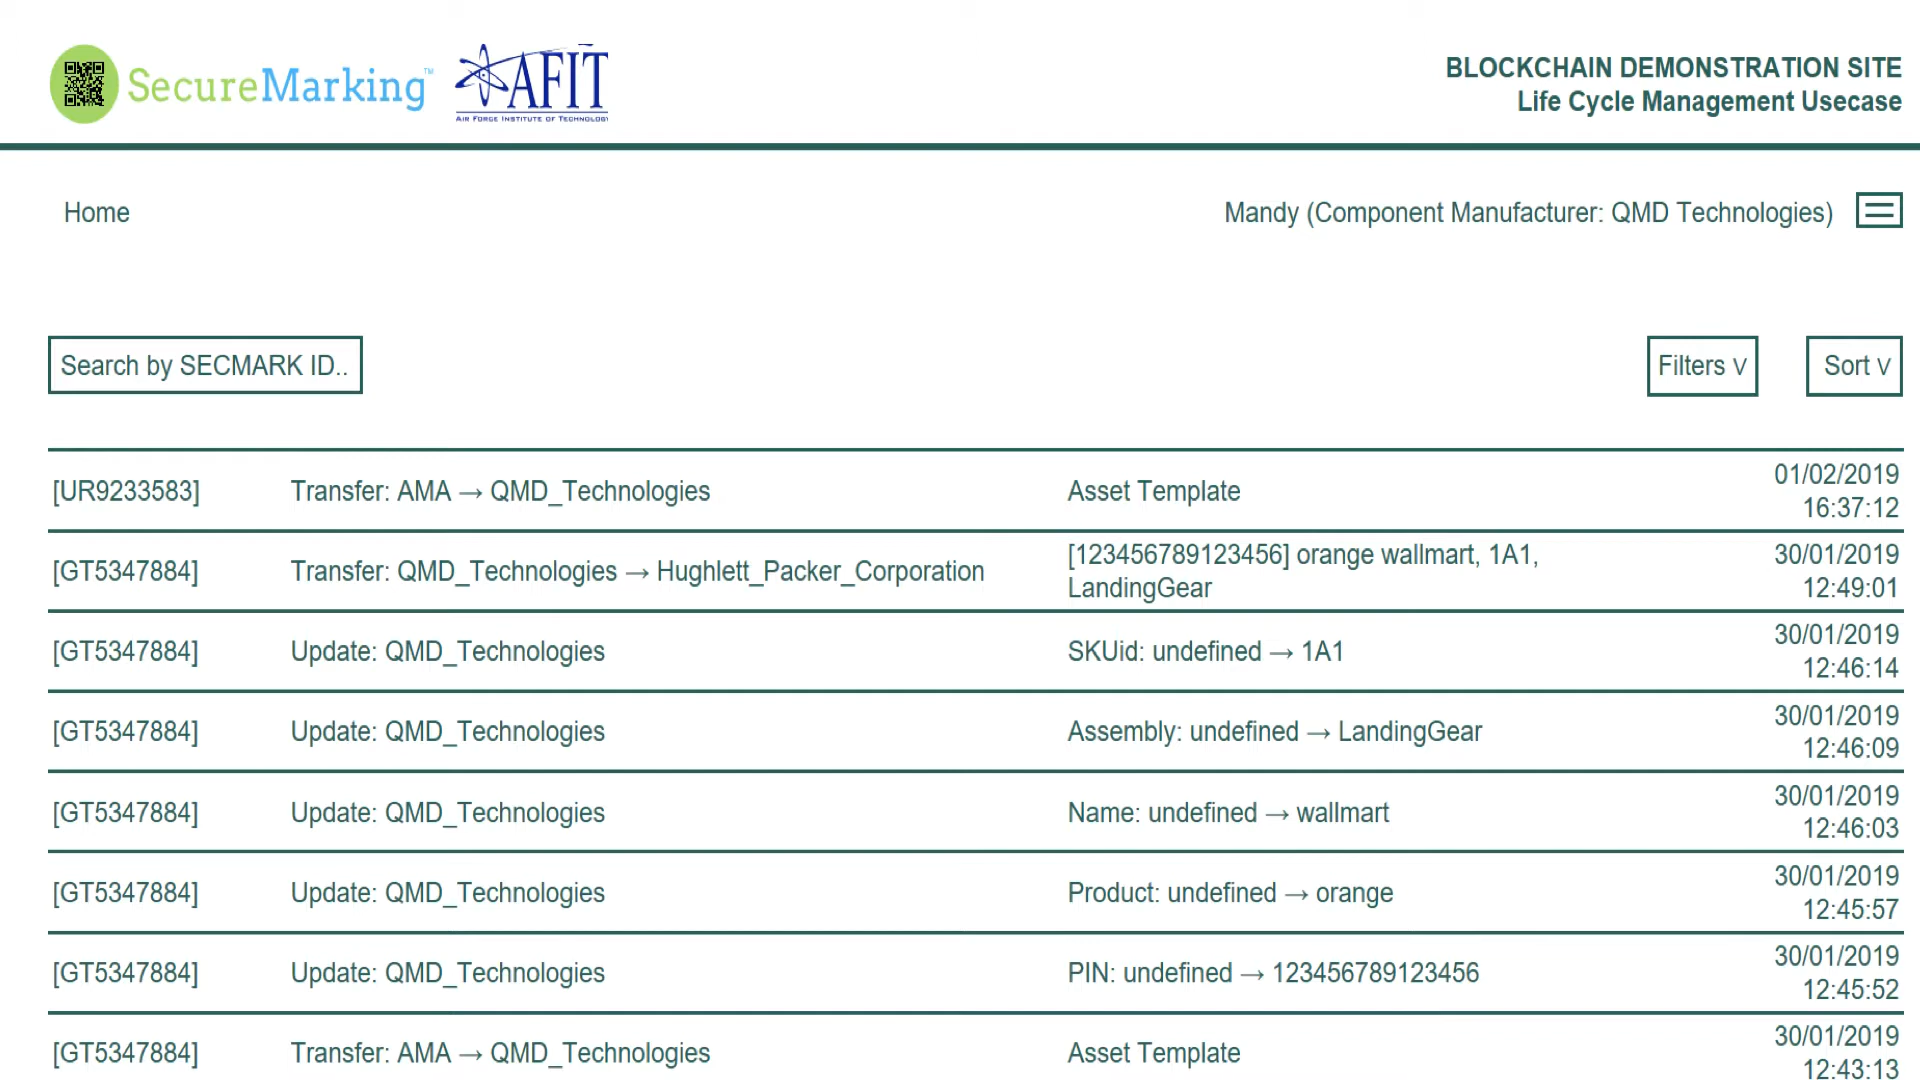 SecureMarking™
AFIT
AIR FORCE INSTITUTE OF TECHNOLOGY
BLOCKCHAIN DEMONSTRATION SITE
Life Cycle Management Usecase
Home
Mandy (Component Manufacturer: QMD Technologies)
Search by SECMARK ID..
Filters V
Sort V
[UR9233583] Transfer: AMA → QMD_Technologies Asset Template 01/02/2019
16:37:12
[GT5347884] Transfer: QMD_Technologies → Hughlett_Packer_Corporation [123456789123456] orange wallmart, 1A1, 30/01/2019
LandingGear 12:49:01
[GT5347884] Update: QMD_Technologies SKUid: undefined → 1A1 30/01/2019
12:46:14
[GT5347884] Update: QMD_Technologies Assembly: undefined → LandingGear 30/01/2019
12:46:09
[GT5347884] Update: QMD_Technologies Name: undefined → wallmart 30/01/2019
12:46:03
[GT5347884] Update: QMD_Technologies Product: undefined → orange 30/01/2019
12:45:57
[GT5347884] Update: QMD_Technologies PIN: undefined → 123456789123456 30/01/2019
12:45:52
[GT5347884] Transfer: AMA → QMD_Technologies Asset Template 30/01/2019
12:43:13